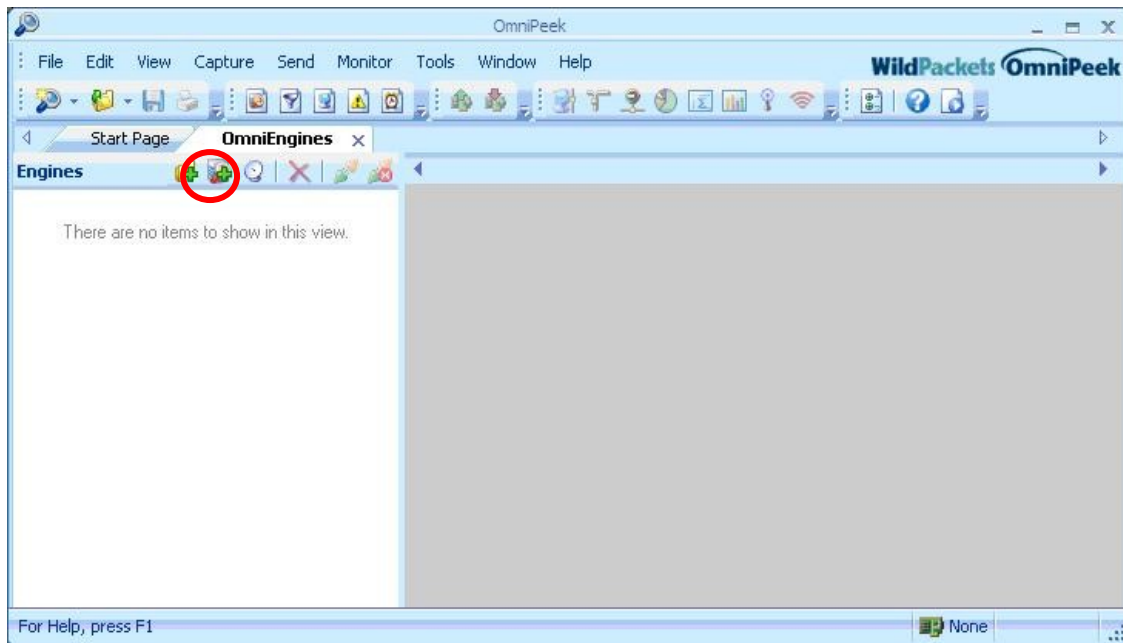 OmniPeek
File Edit View Capture Send Monitor Tools Window Help
WildPackets OmniPeek
Start Page OmniEngines
Engines
There are no items to show in this view.
For Help, press F1 None